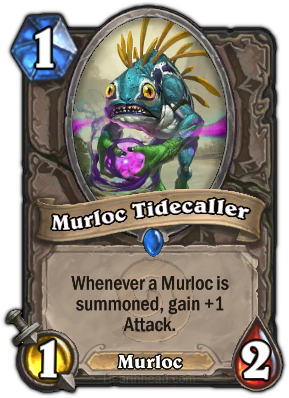 1
Murloc Tidecaller
Whenever a Murloc is
summoned, gain +1
Attack.
1
Murloc
2